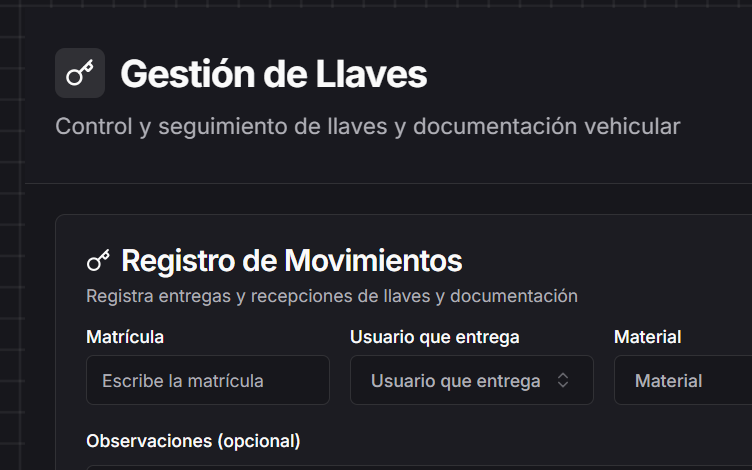 Gestión de Llaves
Control y seguimiento de llaves y documentación vehicular
Registro de Movimientos
Registra entregas y recepciones de llaves y documentación
Matrícula Usuario que entrega Material
Escribe la matrícula Usuario que entrega Material
Observaciones (opcional)